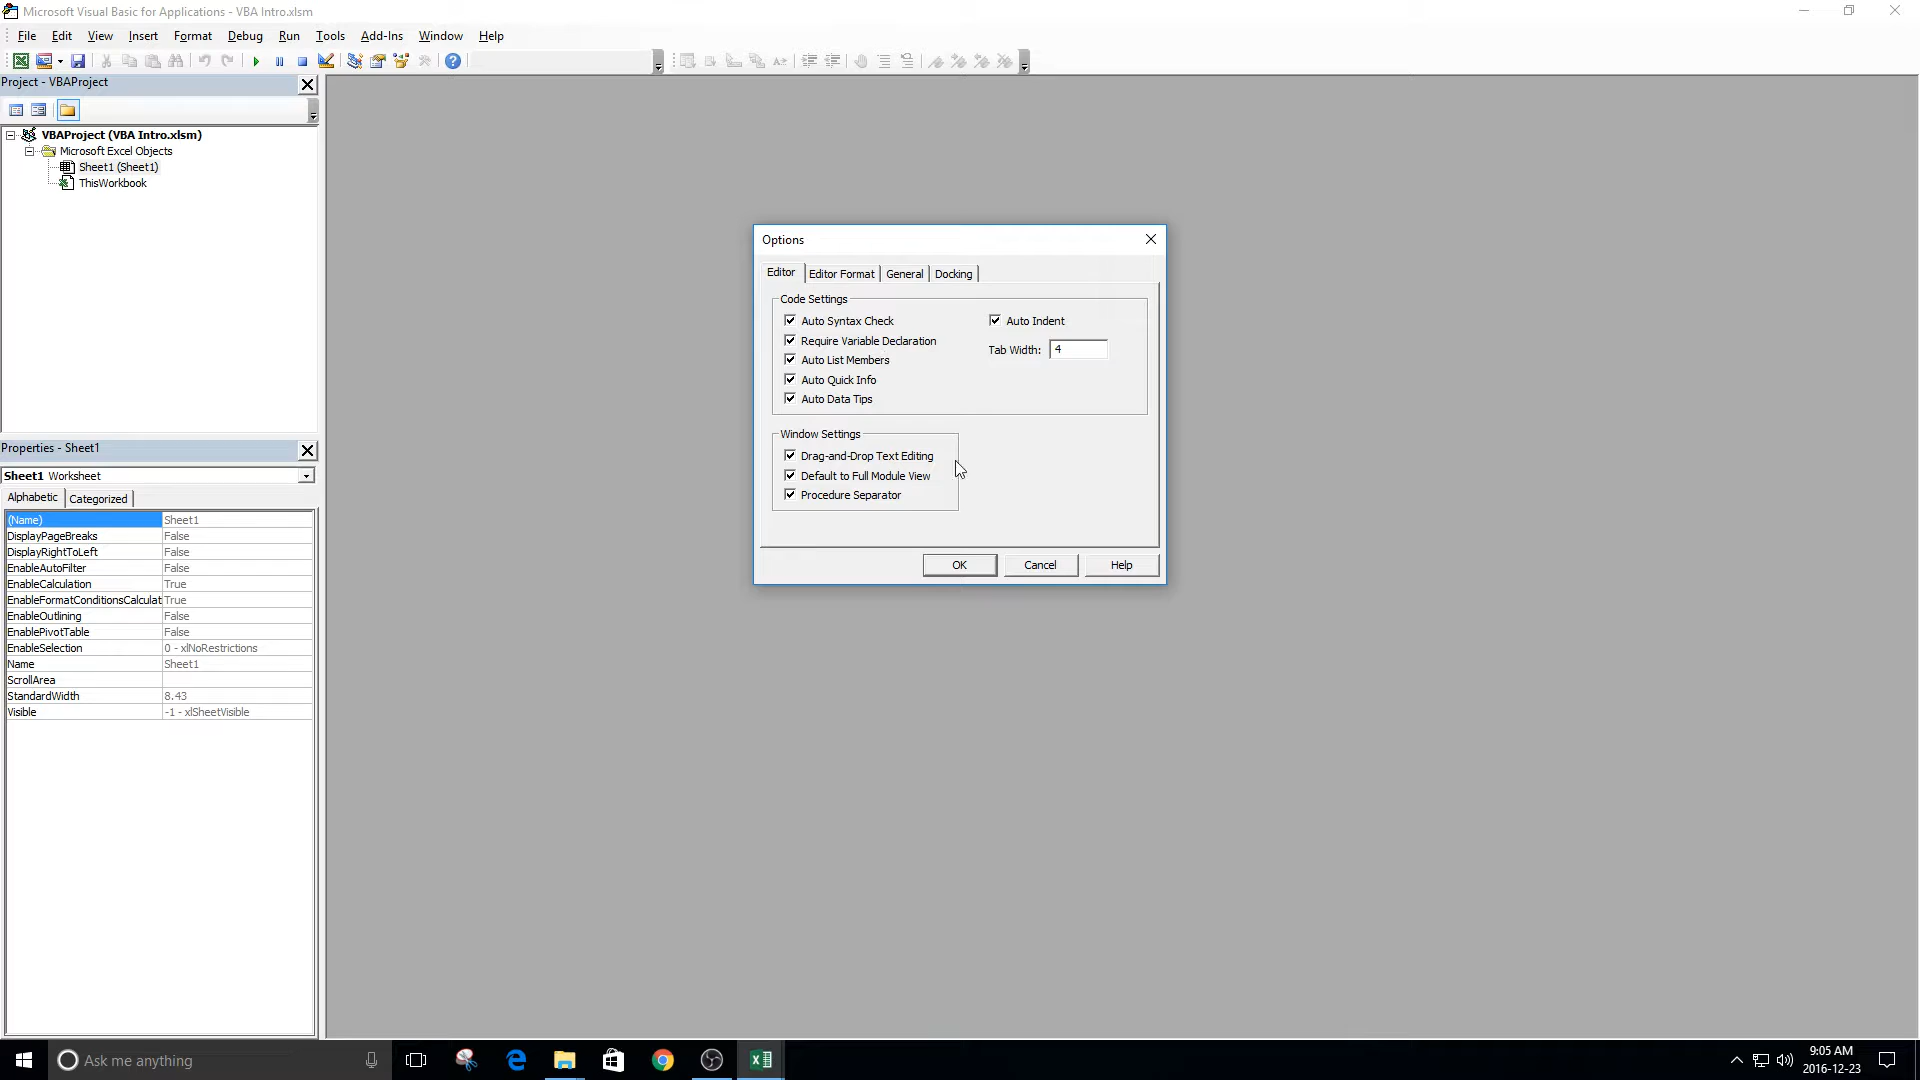 Microsoft Visual Basic for Applications - VBA Intro.xlsm
File Edit View Insert Format Debug Run Tools Add-Ins Window Help
Project - VBAProject
VBAProject (VBA Intro.xlsm)
Microsoft Excel Objects
Sheet1 (Sheet1)
ThisWorkbook
Properties - Sheet1
Sheet1 Worksheet
Alphabetic Categorized
(Name) Sheet1
DisplayPageBreaks False
DisplayRightToLeft False
EnableAutoFilter False
EnableCalculation True
EnableFormatConditionsCalculat True
EnableOutlining False
EnablePivotTable False
EnableSelection 0 - xlNoRestrictions
Name Sheet1
ScrollArea
StandardWidth 8.43
Visible -1 - xlSheetVisible
Options
Editor Editor Format General Docking
Code Settings
Auto Syntax Check Auto Indent
Require Variable Declaration
Tab Width: 4
Auto List Members
Auto Quick Info
Auto Data Tips
Window Settings
Drag-and-Drop Text Editing
Default to Full Module View
Procedure Separator
OK Cancel Help
Ask me anything
9:05 AM
2016-12-23